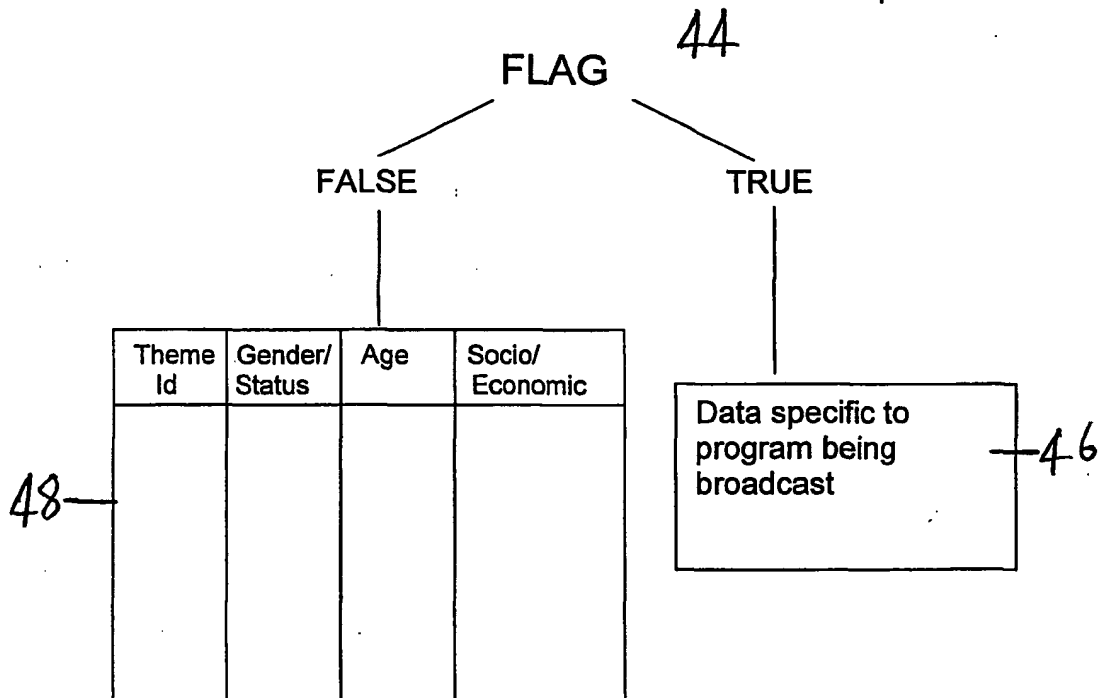 44
FLAG
FALSE
TRUE
Theme
Id
Gender/
Status
Age
Socio/
Economic
Data specific to
program being
broadcast
46
48